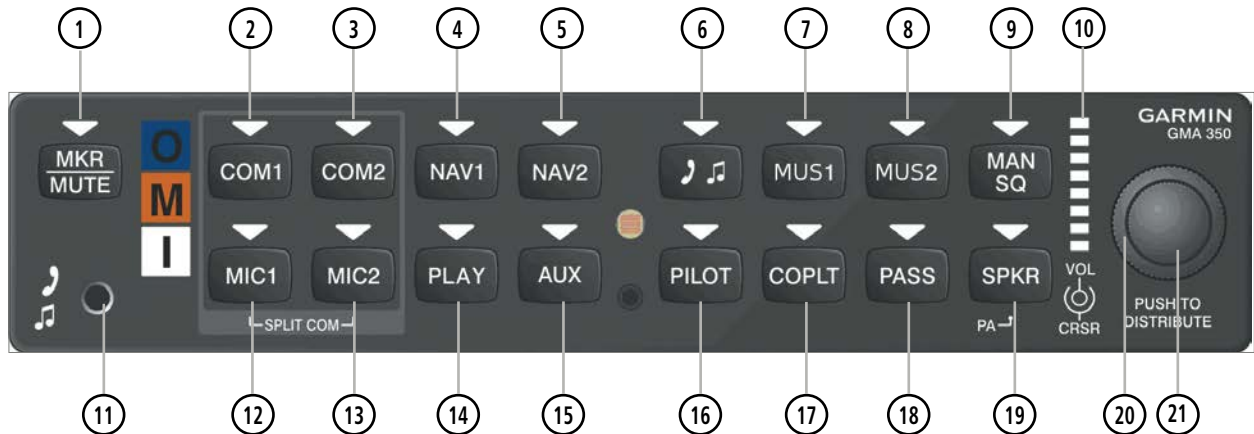 1 2 3 4 5 6 7 8 9 10
GARMIN
GMA 350
MKR
MUTE
O
M
I
COM1 COM2 NAV1 NAV2 MUS1 MUS2 MAN
SQ
MIC1 MIC2 PLAY AUX PILOT COPLT PASS SPKR
SPLIT COM
PA
VOL
CRSR
PUSH TO
DISTRIBUTE
11 12 13 14 15 16 17 18 19 20 21